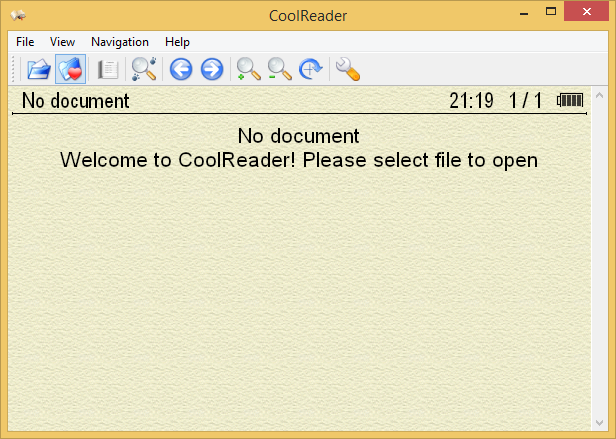 CoolReader
File View Navigation Help
No document 21:19 1 / 1
No document
Welcome to CoolReader! Please select file to open